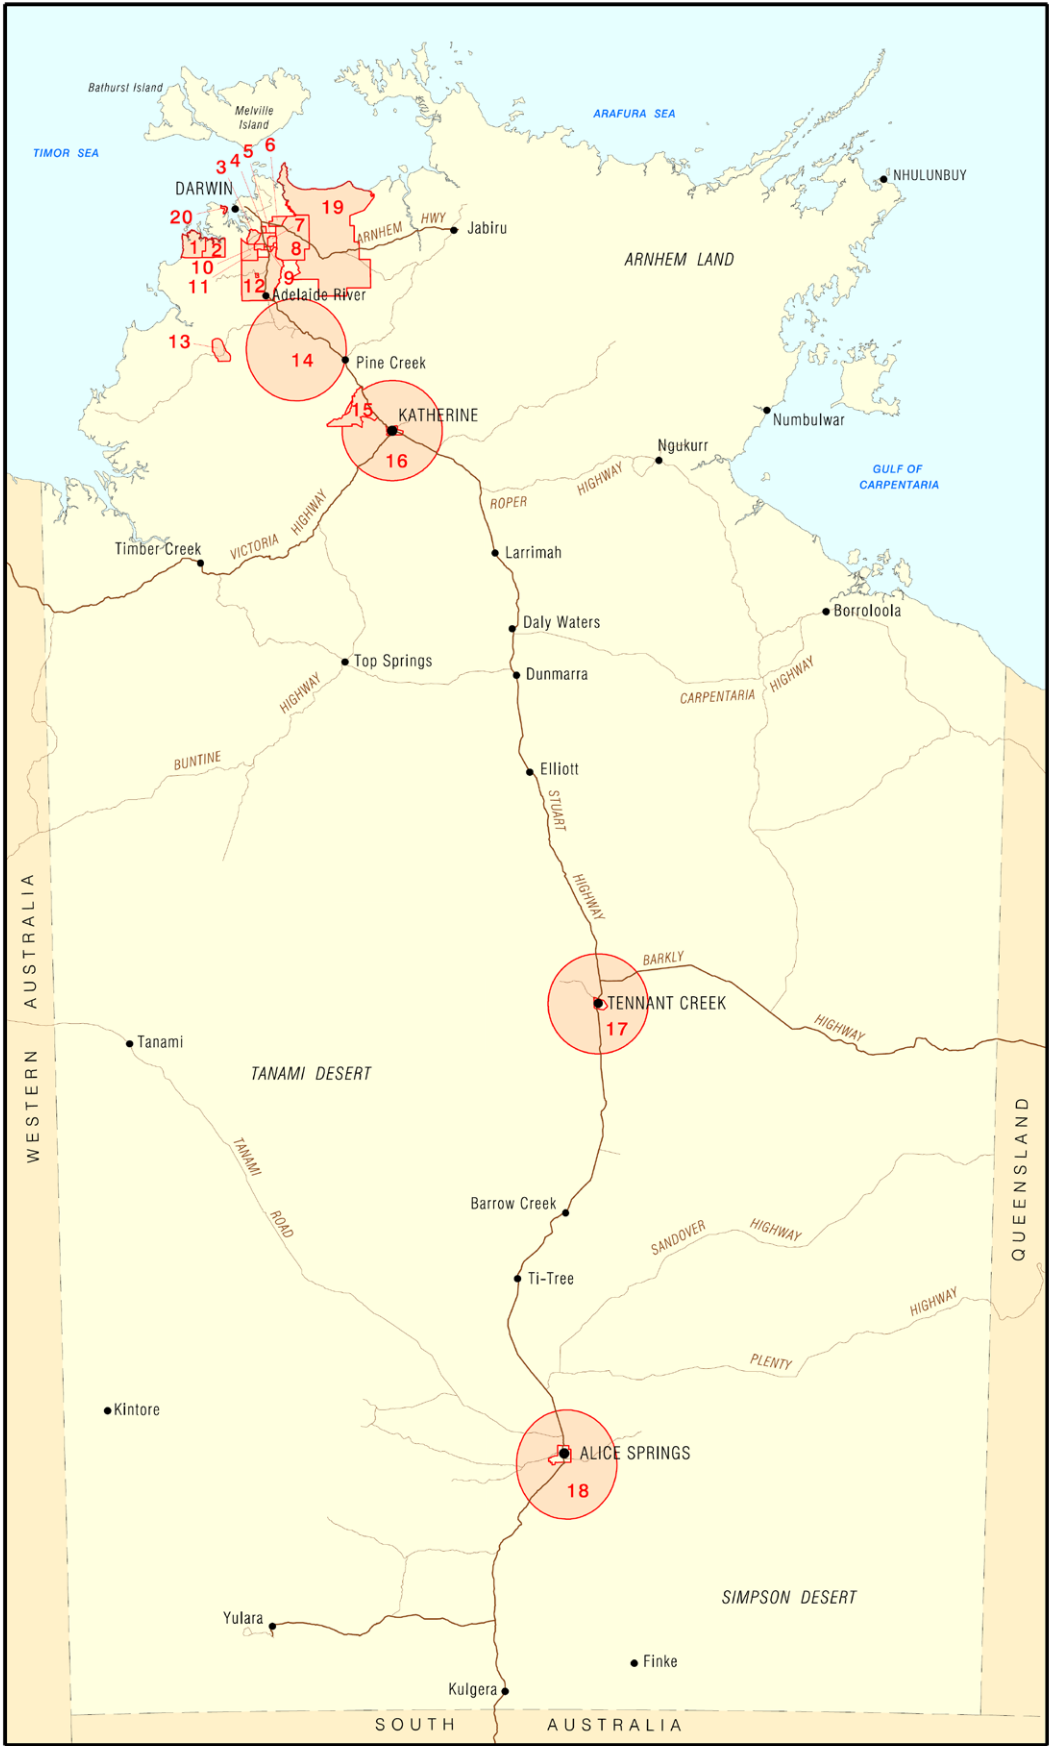 Bathurst Island
Melville
Island
ARAFURA SEA
TIMOR SEA
3
4
5
6
DARWIN
NHULUNBUY
20
19
7
ARNHEM HWY
Jabiru
1
2
8
ARNHEM LAND
10
9
11
12
Adelaide River
13
14
Pine Creek
15
KATHERINE
Numbulwar
16
Ngukurr
GULF OF
CARPENTARIA
ROPER HIGHWAY
VICTORIA HIGHWAY
Timber Creek
Larrimah
Borroloola
Daly Waters
Top Springs
Dunmarra
CARPENTARIA HIGHWAY
BUNTINE HIGHWAY
Elliott
STUART HIGHWAY
WESTERN AUSTRALIA
BARKLY HIGHWAY
TENNANT CREEK
17
Tanami
TANAMI DESERT
QUEENSLAND
TANAMI ROAD
Barrow Creek
SANDOVER HIGHWAY
Ti-Tree
PLENTY HIGHWAY
Kintore
ALICE SPRINGS
18
SIMPSON DESERT
Yulara
Finke
Kulgera
SOUTH AUSTRALIA